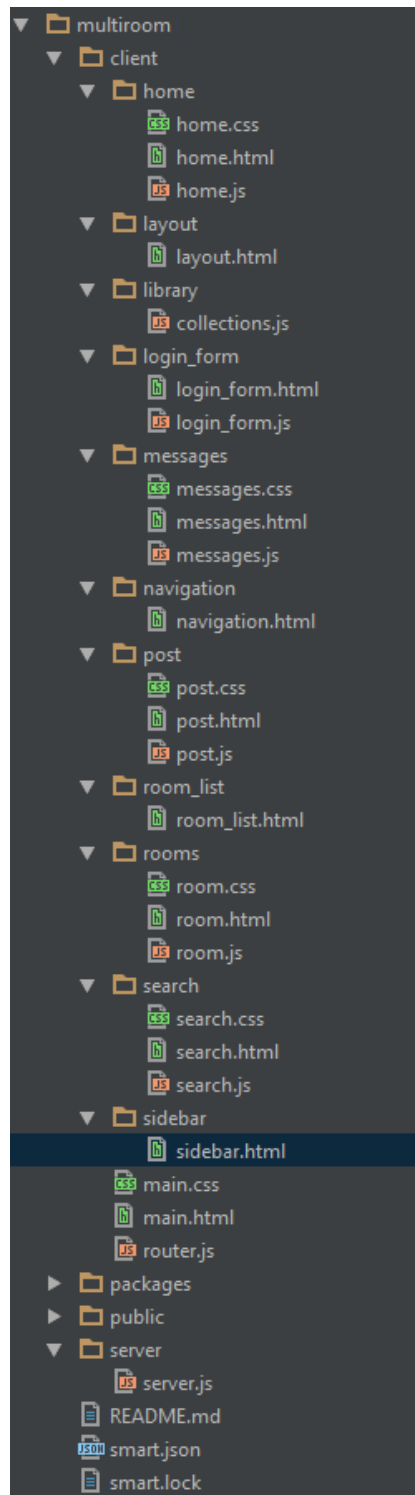 multiroom
client
home
home.css
home.html
home.js
layout
layout.html
library
collections.js
login_form
login_form.html
login_form.js
messages
messages.css
messages.html
messages.js
navigation
navigation.html
post
post.css
post.html
post.js
room_list
room_list.html
rooms
room.css
room.html
room.js
search
search.css
search.html
search.js
sidebar
sidebar.html
main.css
main.html
router.js
packages
public
server
server.js
README.md
smart.json
smart.lock